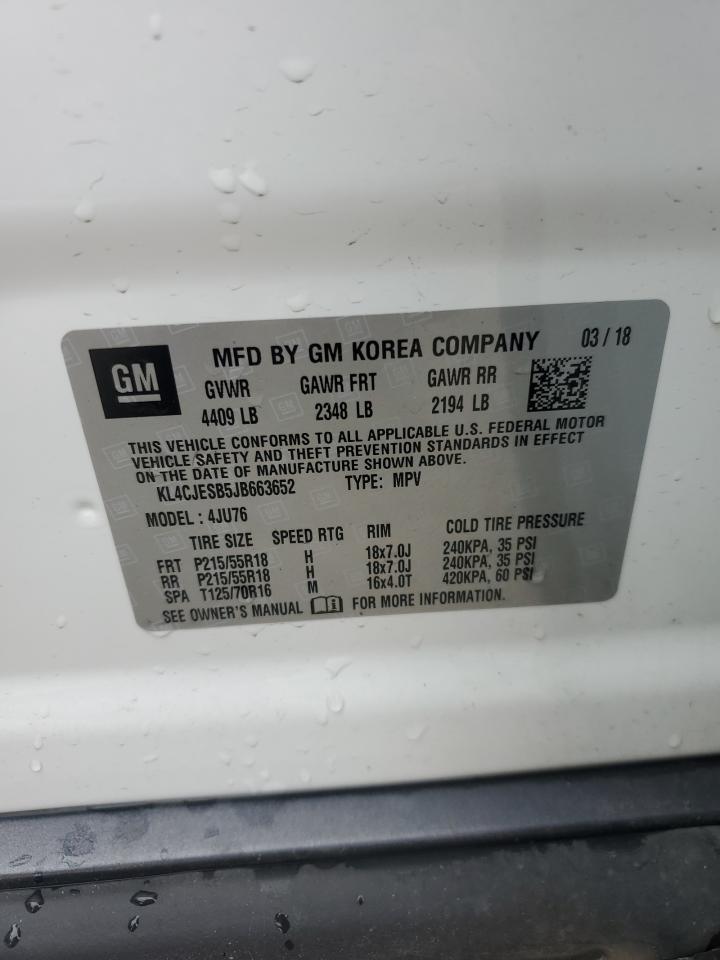 GM
MFD BY GM KOREA COMPANY 03 / 18
GVWR GAWR FRT GAWR RR
4409 LB 2348 LB 2194 LB
THIS VEHICLE CONFORMS TO ALL APPLICABLE U.S. FEDERAL MOTOR
VEHICLE/SAFETY AND THEFT PREVENTION STANDARDS IN EFFECT
ON THE DATE OF MANUFACTURE SHOWN ABOVE.
KL4CJESB5JB663652 TYPE: MPV
MODEL: 4JU76
TIRE SIZE SPEED RTG RIM COLD TIRE PRESSURE
FRT P215/55R18 H 18x7.0J 240KPA, 35 PSI
RR P215/55R18 H 18x7.0J 240KPA, 35 PSI
SPA T125/70R16 M 16x4.0T 420KPA, 60 PSI
SEE OWNER'S MANUAL FOR MORE INFORMATION.